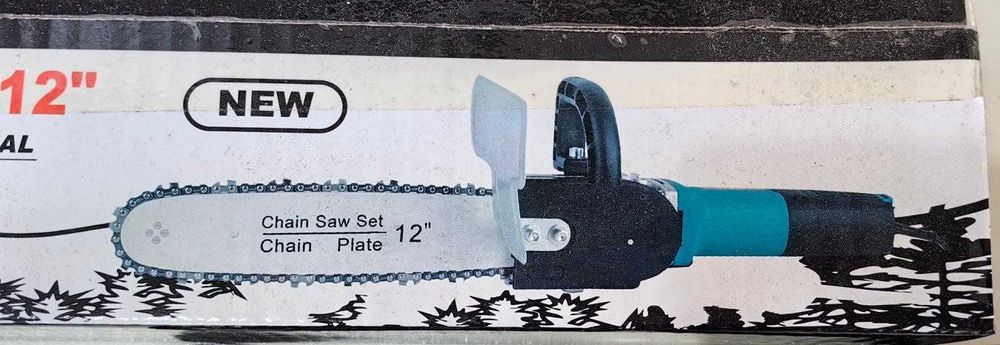 12"
NEW
AL
Chain Saw Set
Chain Plate 12"